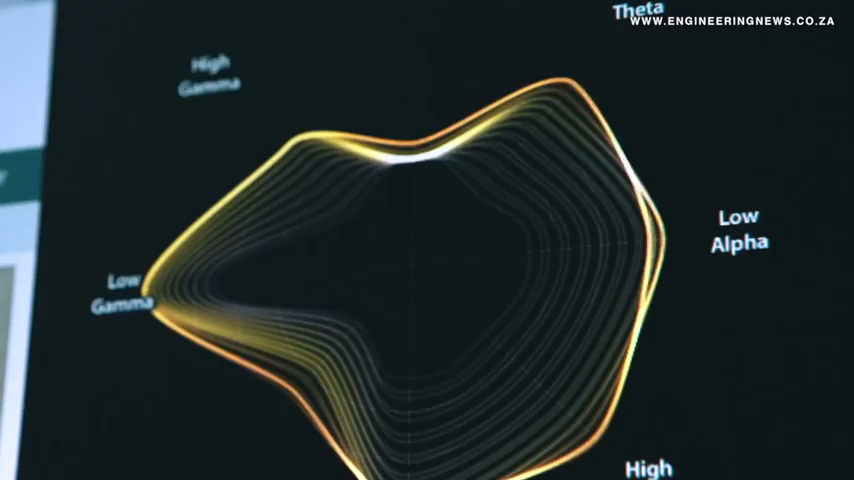 Theta
WWW.ENGINEERINGNEWS.CO.ZA
High
Gamma
Low
Alpha
Low
Gamma
High